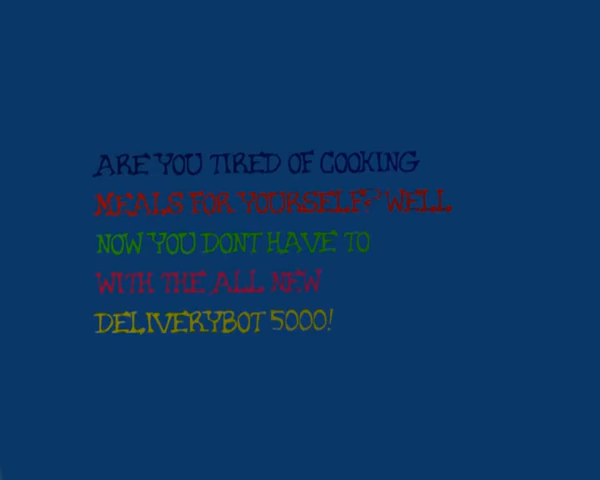 ARE YOU TIRED OF COOKING
MEALS FOR YOURSELF? WELL
NOW YOU DONT HAVE TO
WITH THE ALL NEW
DELIVERYBOT 5000!